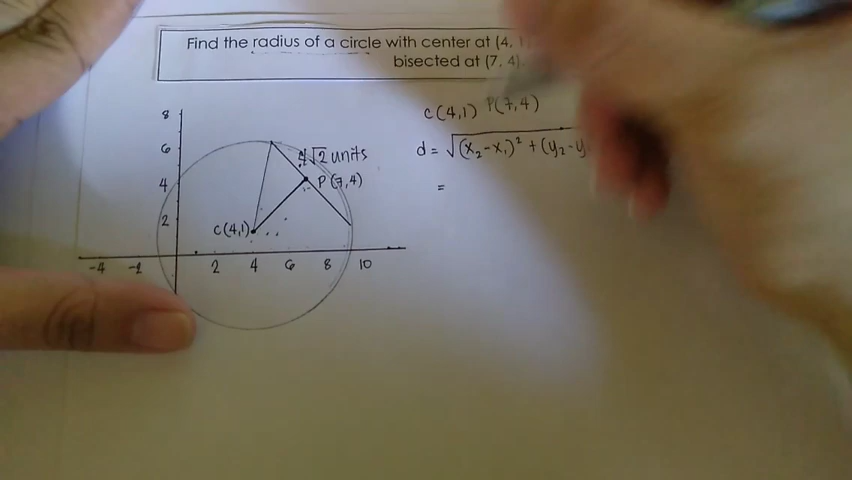 Find the radius of a circle with center at (4, 1
bisected at (7, 4)
C(4,1) P(7,4)
d = √(x₂-x₁)² + (y₂-y
=
8
6
4
2
4√2 units
P(7,4)
C(4,1)
-4 -2 2 4 6 8 10